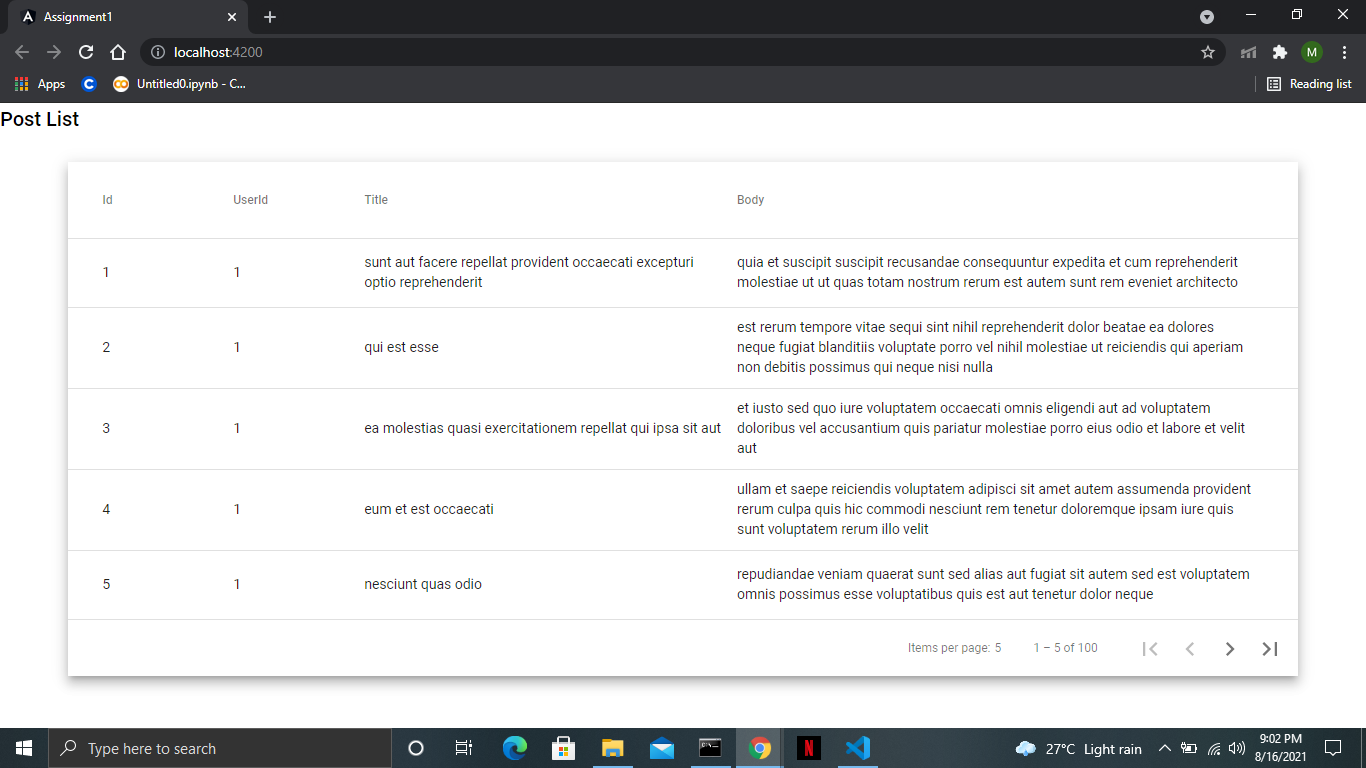 Assignment1
localhost:4200
M
Apps
C
Untitled0.ipynb - C...
Reading list
Post List
Id UserId Title Body
1 1 sunt aut facere repellat provident occaecati excepturi
optio reprehenderit
quia et suscipit suscipit recusandae consequuntur expedita et cum reprehenderit
molestiae ut ut quas totam nostrum rerum est autem sunt rem eveniet architecto
2 1 qui est esse
est rerum tempore vitae sequi sint nihil reprehenderit dolor beatae ea dolores
neque fugiat blanditiis voluptate porro vel nihil molestiae ut reiciendis qui aperiam
non debitis possimus qui neque nisi nulla
3 1 ea molestias quasi exercitationem repellat qui ipsa sit aut
et iusto sed quo iure voluptatem occaecati omnis eligendi aut ad voluptatem
doloribus vel accusantium quis pariatur molestiae porro eius odio et labore et velit
aut
4 1 eum et est occaecati
ullam et saepe reiciendis voluptatem adipisci sit amet autem assumenda provident
rerum culpa quis hic commodi nesciunt rem tenetur doloremque ipsam iure quis
sunt voluptatem rerum illo velit
5 1 nesciunt quas odio
repudiandae veniam quaerat sunt sed alias aut fugiat sit autem sed est voluptatem
omnis possimus esse voluptatibus quis est aut tenetur dolor neque
Items per page: 5 1 – 5 of 100
Type here to search
N
27°C Light rain
9:02 PM
8/16/2021